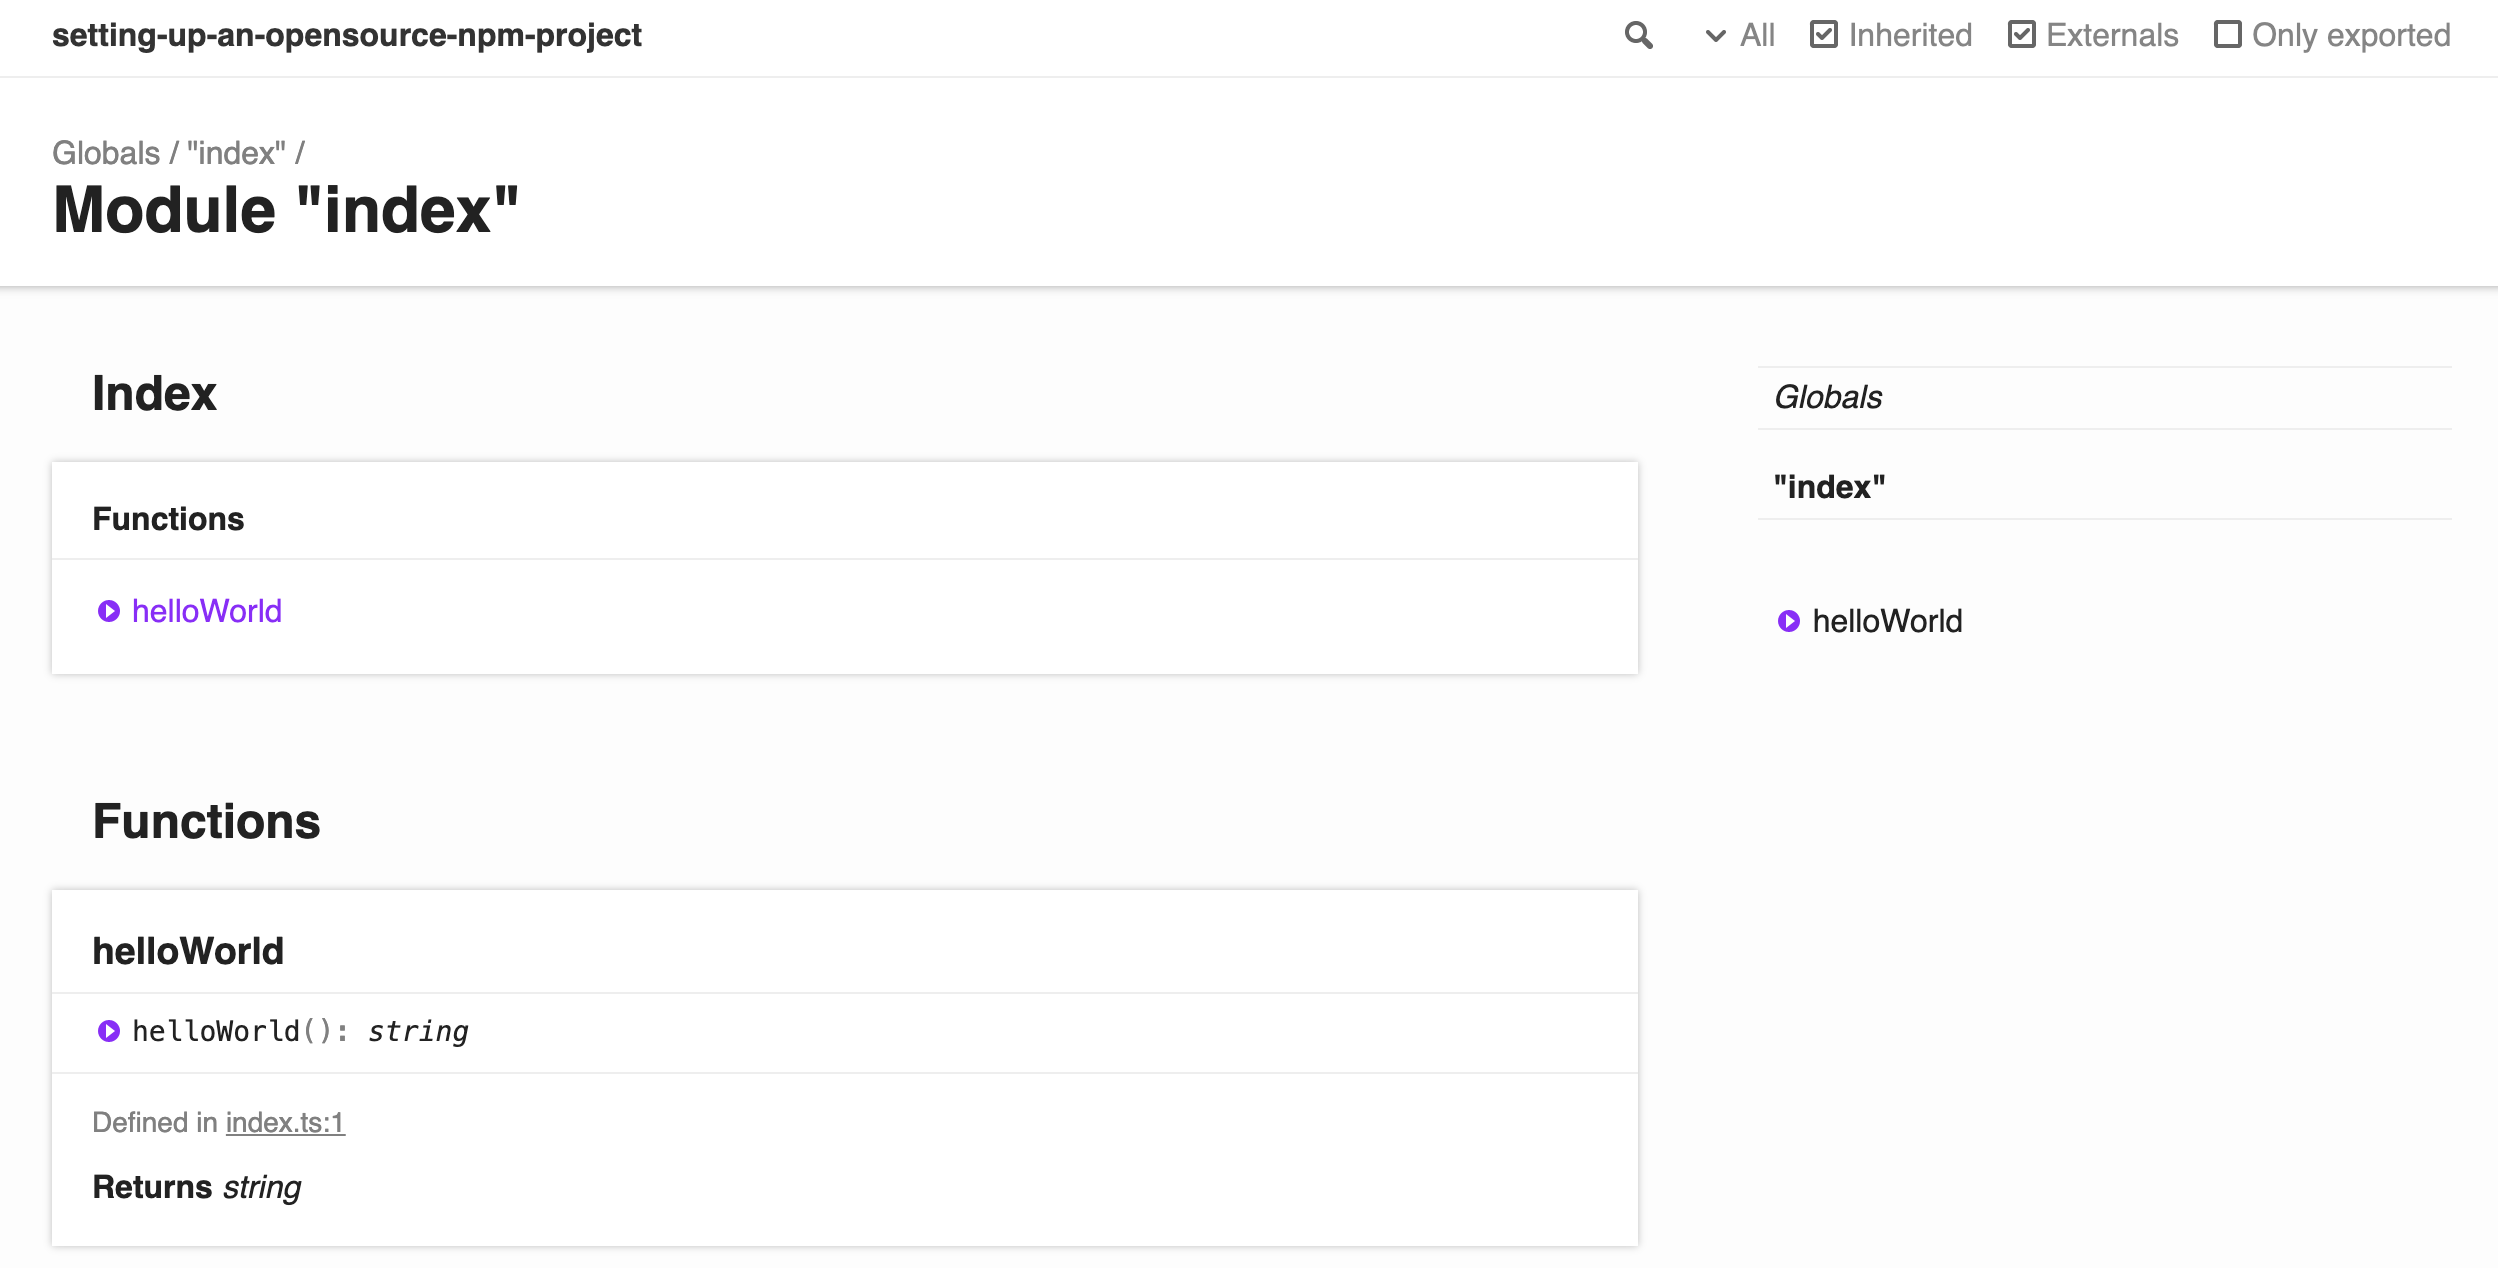 setting-up-an-opensource-npm-project
All Inherited Externals Only exported
Globals / "index" /
Module "index"
Index
Functions
helloWorld
Functions
helloWorld
helloWorld(): string
Defined in index.ts:1
Returns string
Globals
"index"
helloWorld